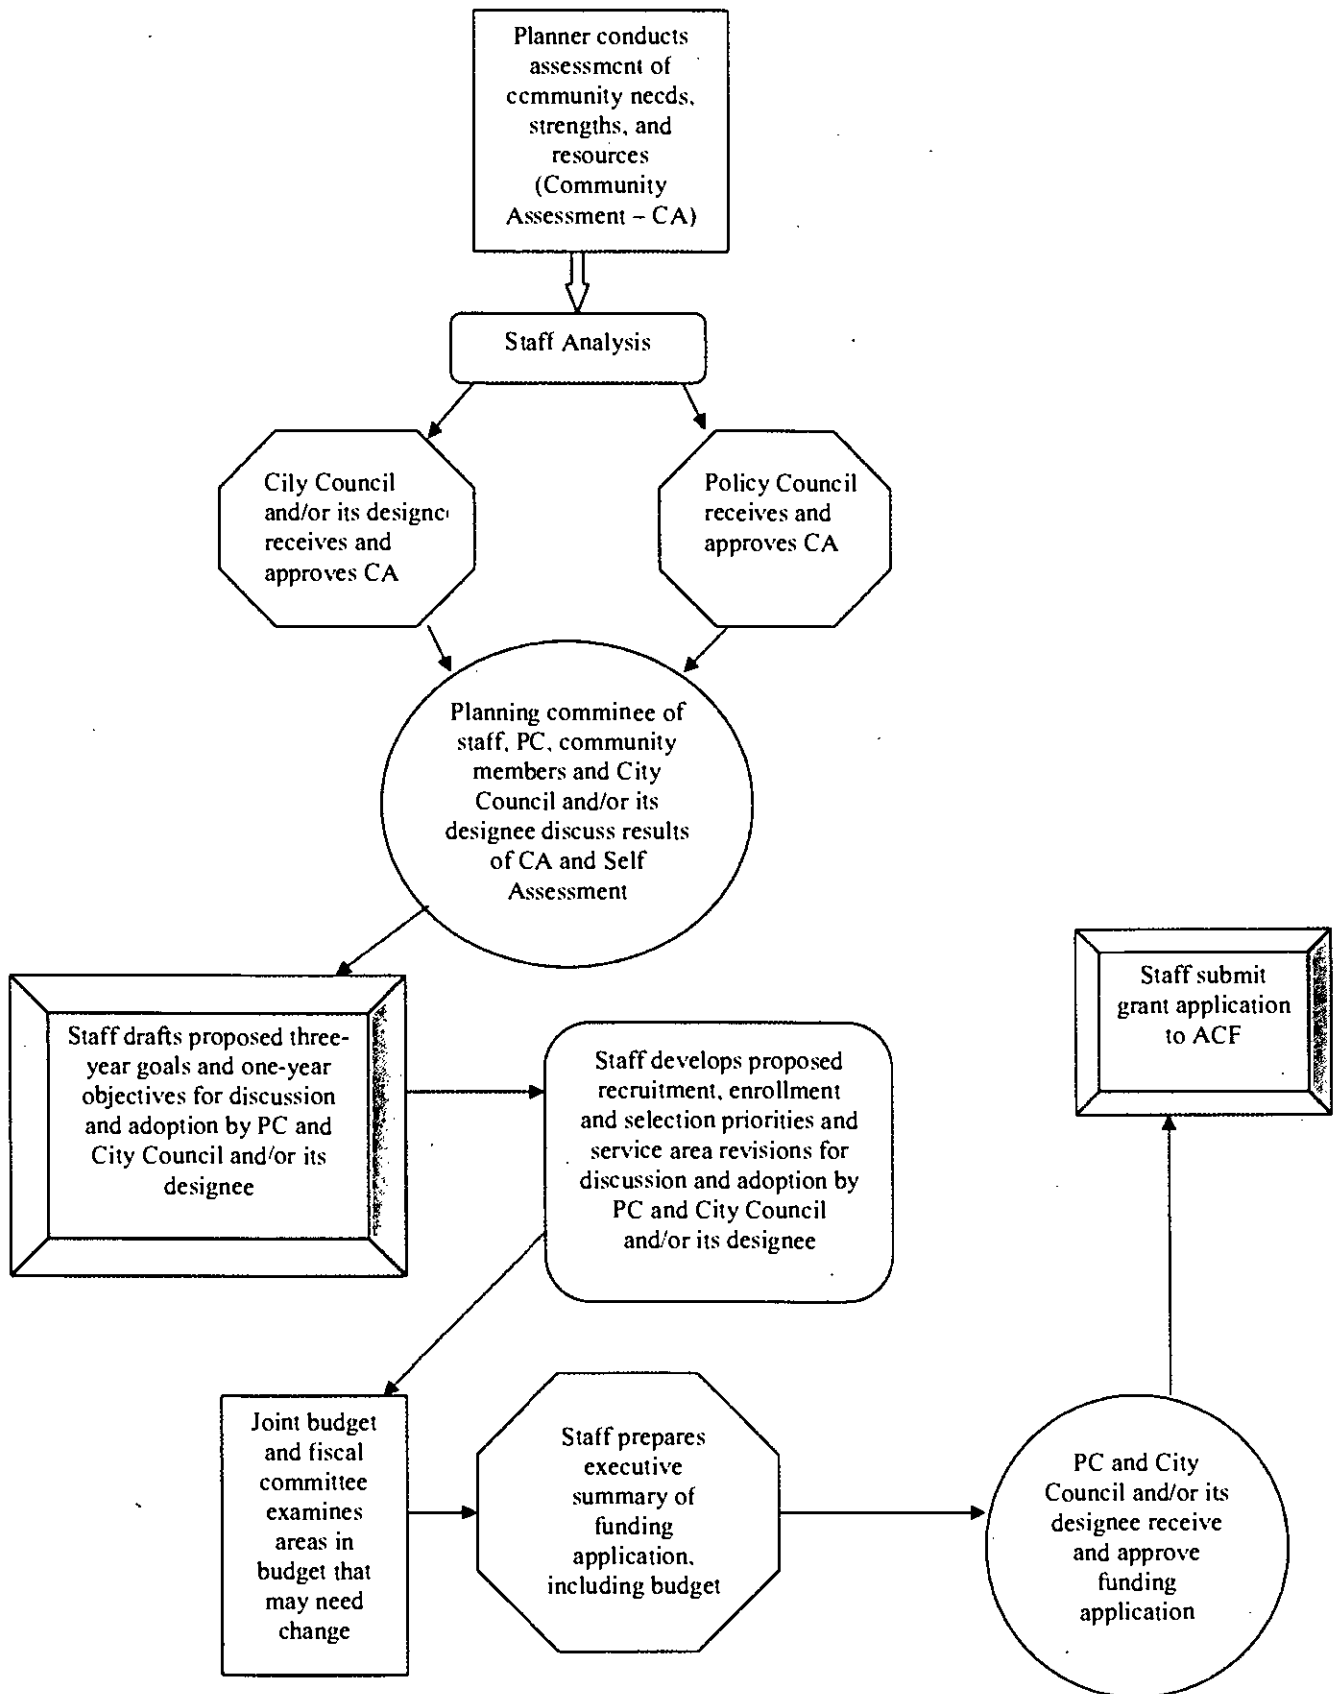 Planner conducts
assessment of
ccmmunity needs,
strengths, and
resources
(Community
Assessment – CA)
Staff Analysis
Cily Council
and/or its designe
receives and
approves CA
Policy Council
receives and
approves CA
Planning comminee of
staff, PC, community
members and City
Council and/or its
designee discuss results
of CA and Self
Assessment
Staff drafts proposed three-
year goals and one-year
objectives for discussion
and adoption by PC and
City Council and/or its
designee
Staff develops proposed
recruitment, enrollment
and selection priorities and
service area revisions for
discussion and adoption by
PC and City Council
and/or its designee
Staff submit
grant application
to ACF
Joint budget
and fiscal
committee
examines
areas in
budget that
may need
change
Staff prepares
executive
summary of
funding
application,
including budget
PC and City
Council and/or its
designee receive
and approve
funding
application